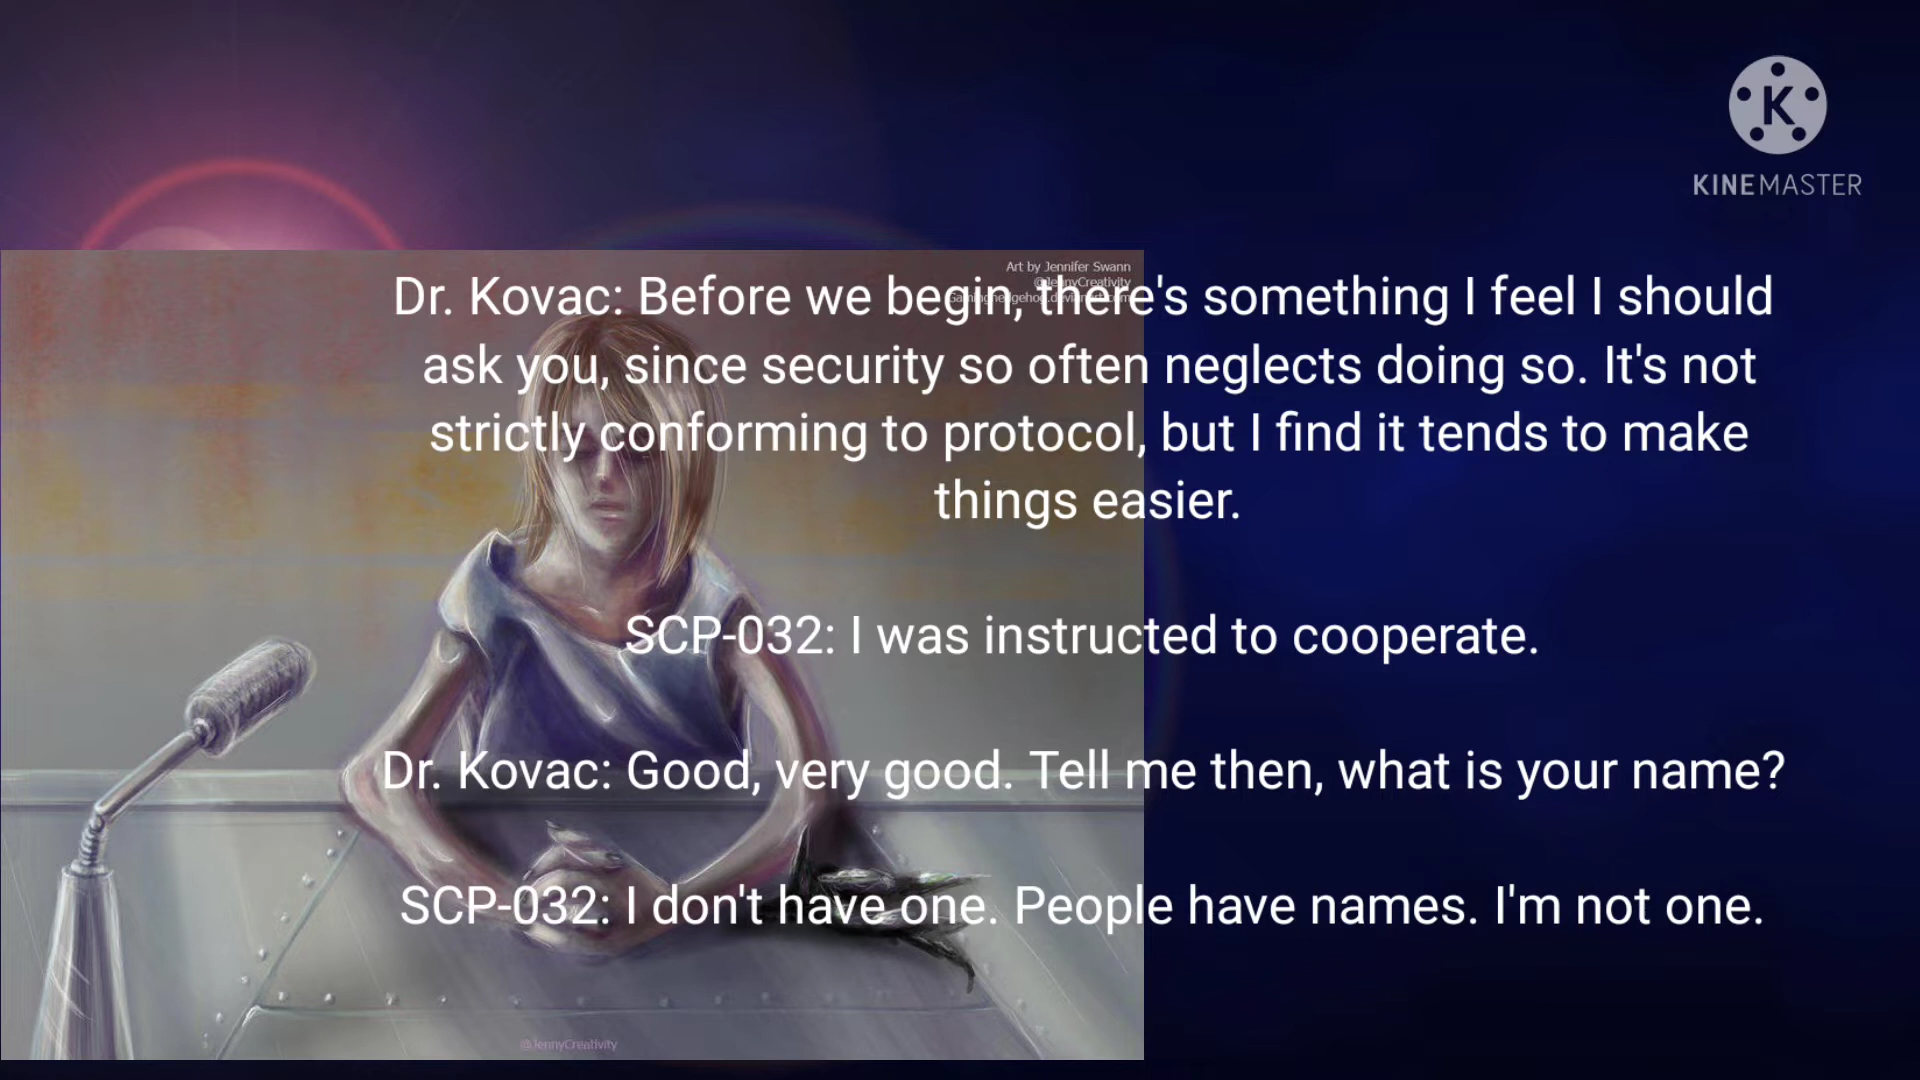 KINEMASTER
Art by Jennifer Swann
@JennyCreativity
Dr. Kovac: Before we begin, there's something I feel I should
ask you, since security so often neglects doing so. It's not
strictly conforming to protocol, but I find it tends to make
things easier.
SCP-032: I was instructed to cooperate.
Dr. Kovac: Good, very good. Tell me then, what is your name?
SCP-032: I don't have one. People have names. I'm not one.
@JennyCreativity